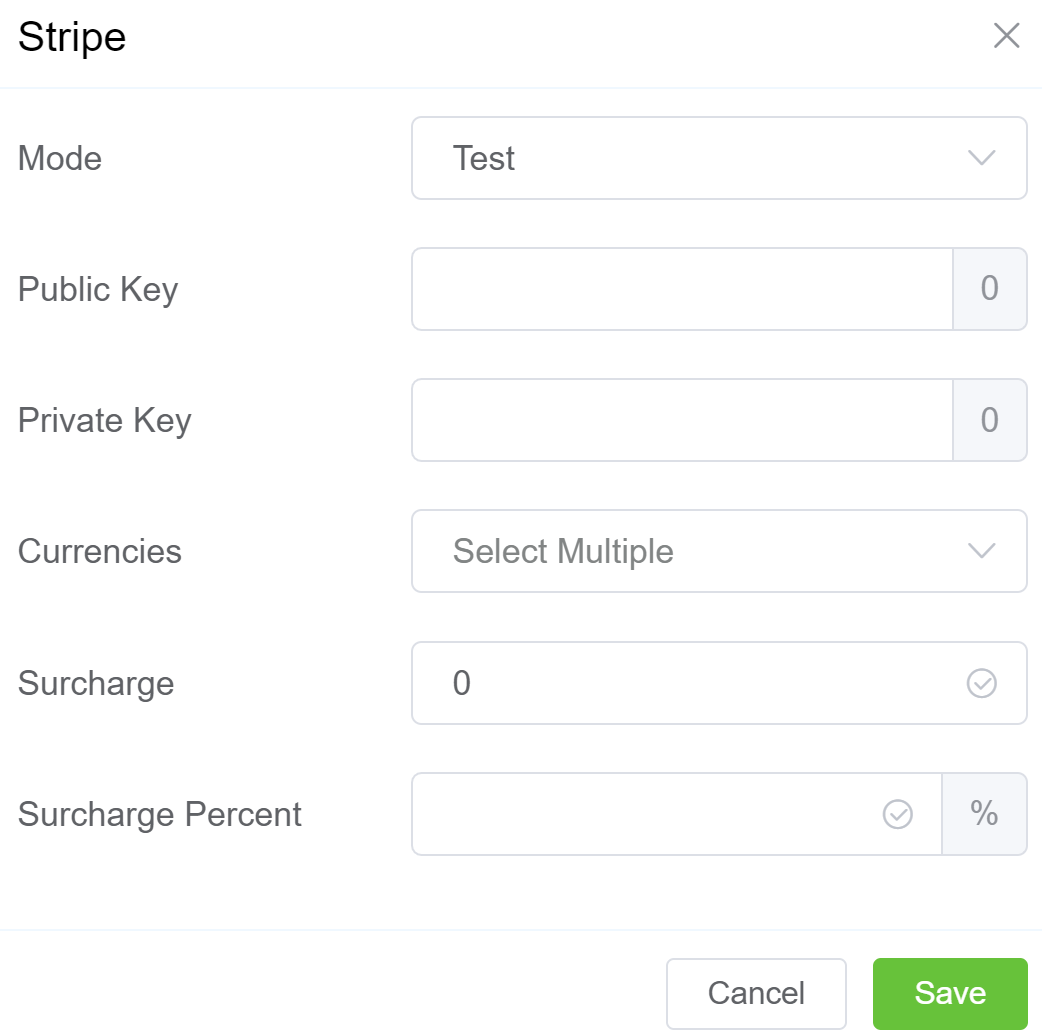 Stripe
Mode
Test
Public Key
0
Private Key
0
Currencies
Select Multiple
Surcharge
0
Surcharge Percent
%
Cancel
Save